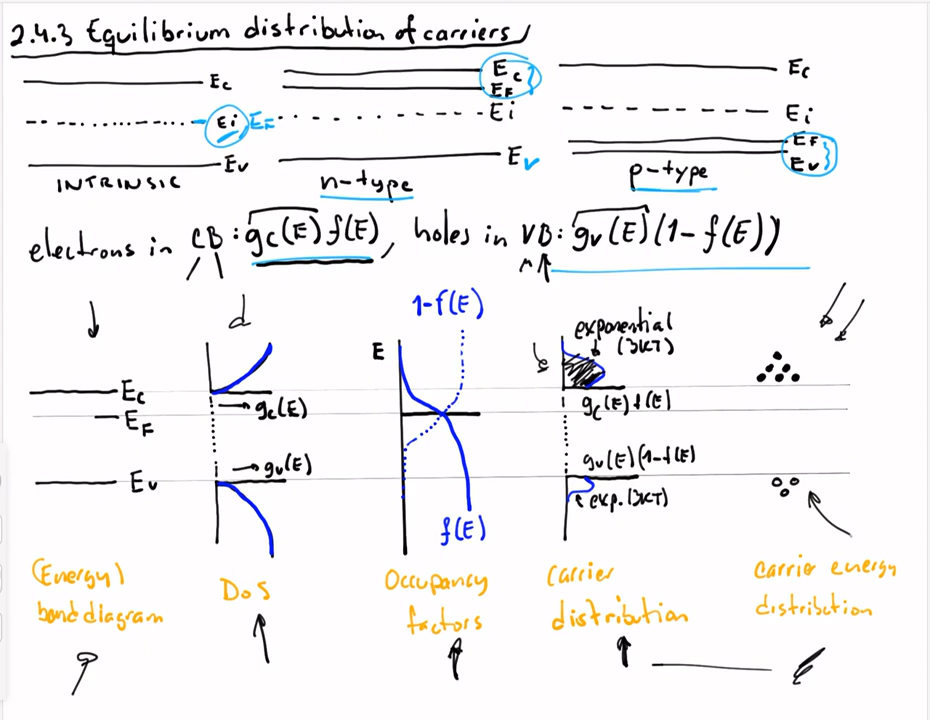 2.4.3 Equilibrium distribution of carriers
Ec
Ei EF
Ev
INTRINSIC
Ec
EF
Ei
Ev
n-type
Ec
Ei
EF
Ev
p-type
electrons in CB: gc(E) f(E), holes in VB: gv(E)(1-f(E))
Ec
EF
Ev
gc(E)
gv(E)
1-f(E)
E
f(E)
exponential
(3kT)
gc(E) f(E)
gv(E)(1-f(E)
exp.(3kT)
(Energy)
band diagram
DoS
Occupancy
factors
Carrier
distribution
carrier energy
distribution